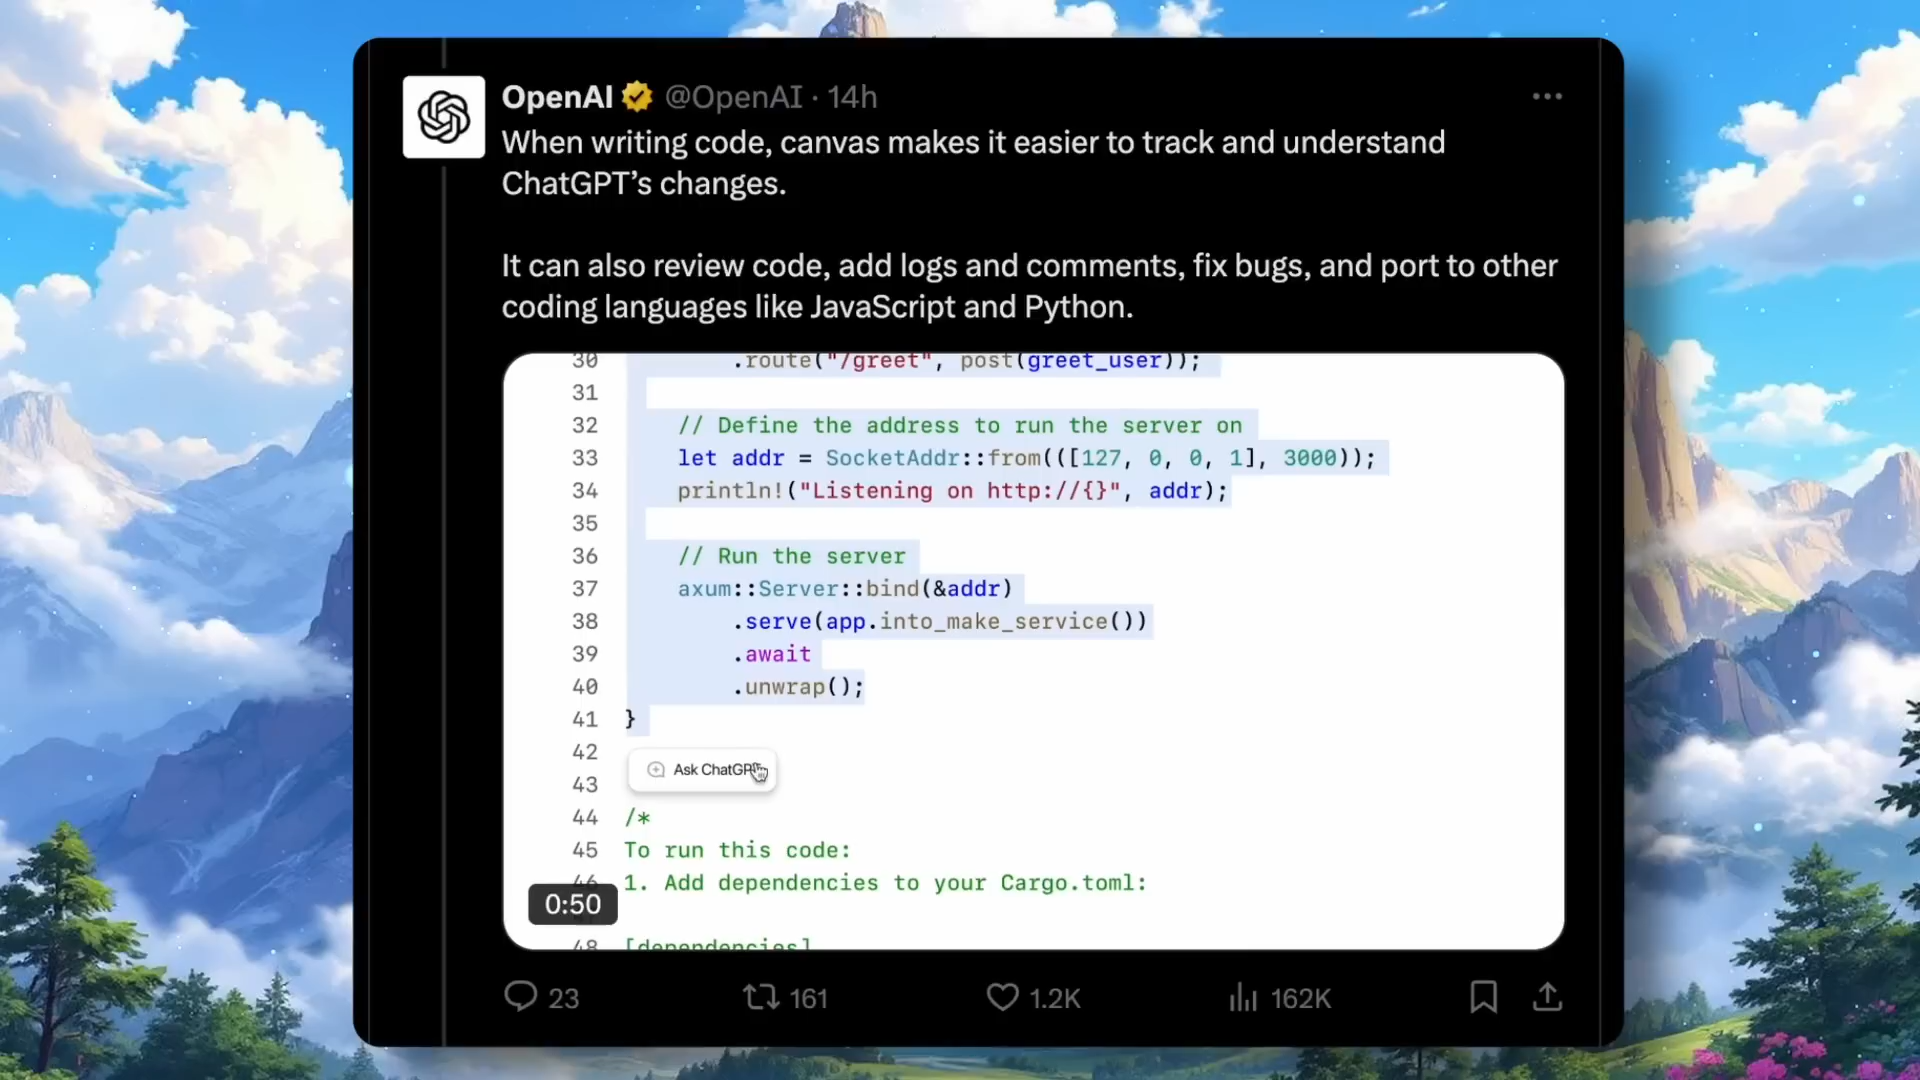 OpenAI @OpenAI · 14h
When writing code, canvas makes it easier to track and understand
ChatGPT’s changes.
It can also review code, add logs and comments, fix bugs, and port to other
coding languages like JavaScript and Python.
30 .route("/greet", post(greet_user));
31
32 // Define the address to run the server on
33 let addr = SocketAddr::from(([127, 0, 0, 1], 3000));
34 println!("Listening on http://{}", addr);
35
36 // Run the server
37 axum::Server::bind(&addr)
38 .serve(app.into_make_service())
39 .await
40 .unwrap();
41 }
42
Ask ChatGPT
43
44 /*
45 To run this code:
46 1. Add dependencies to your Cargo.toml:
0:50
48 [dependencies]
23 161 1.2K 162K